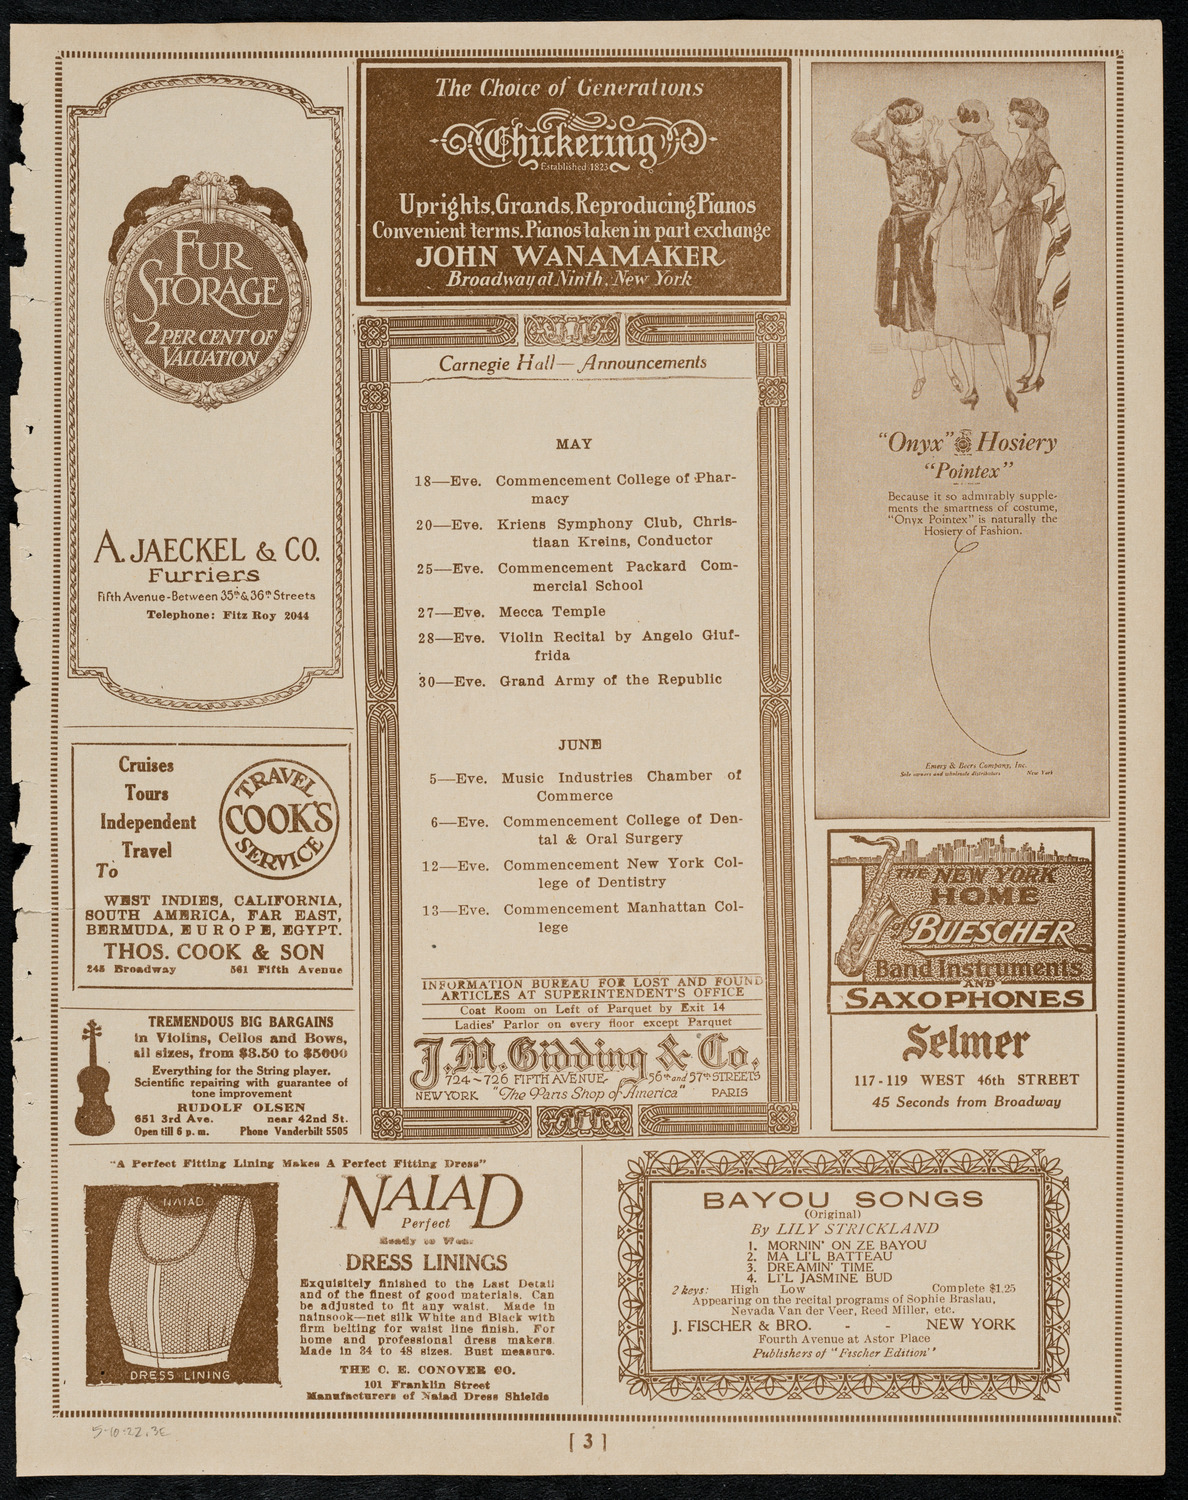 FUR
STORAGE
2 PER CENT OF
VALUATION
A. JAECKEL & CO.
Furriers
Fifth Avenue-Between 35th & 36th Streets
Telephone: Fitz Roy 2044
Cruises
Tours
Independent
Travel
To
TRAVEL
COOK'S
SERVICE
WEST INDIES, CALIFORNIA,
SOUTH AMERICA, FAR EAST,
BERMUDA, EUROPE, EGYPT.
THOS. COOK & SON
245 Broadway 561 Fifth Avenue
TREMENDOUS BIG BARGAINS
in Violins, Cellos and Bows,
all sizes, from $8.50 to $5000
Everything for the String player.
Scientific repairing with guarantee of
tone improvement
RUDOLF OLSEN
651 3rd Ave. near 42nd St.
Open till 6 p. m. Phone Vanderbilt 5505
The Choice of Generations
Chickering
Established 1823
Uprights, Grands, Reproducing Pianos
Convenient terms. Pianos taken in part exchange
JOHN WANAMAKER
Broadway at Ninth, New York
Carnegie Hall—Announcements
MAY
18—Eve. Commencement College of Phar-
macy
20—Eve. Kriens Symphony Club, Chris-
tiaan Kreins, Conductor
25—Eve. Commencement Packard Com-
mercial School
27—Eve. Mecca Temple
28—Eve. Violin Recital by Angelo Giuf-
frida
30—Eve. Grand Army of the Republic
JUNE
5—Eve. Music Industries Chamber of
Commerce
6—Eve. Commencement College of Den-
tal & Oral Surgery
12—Eve. Commencement New York Col-
lege of Dentistry
13—Eve. Commencement Manhattan Col-
lege
INFORMATION BUREAU FOR LOST AND FOUND
ARTICLES AT SUPERINTENDENT'S OFFICE
Coat Room on Left of Parquet by Exit 14
Ladies' Parlor on every floor except Parquet
J. M. Gidding & Co.
724~726 FIFTH AVENUE. 56th and 57th STREETS
NEW YORK "The Paris Shop of America" PARIS
"Onyx" Hosiery
"Pointex"
Because it so admirably supple-
ments the smartness of costume,
"Onyx Pointex" is naturally the
Hosiery of Fashion.
Emery & Beers Company, Inc.
Sole owners and wholesale distributors New York
THE NEW YORK
HOME
of BUESCHER
Band Instruments
AND
SAXOPHONES
Selmer
117-119 WEST 46th STREET
45 Seconds from Broadway
"A Perfect Fitting Lining Makes A Perfect Fitting Dress"
NAIAD
DRESS LINING
NAIAD
Perfect
Ready to Wear
DRESS LININGS
Exquisitely finished to the Last Detail
and of the finest of good materials. Can
be adjusted to fit any waist. Made in
nainsook—net silk White and Black with
firm belting for waist line finish. For
home and professional dress makers.
Made in 34 to 48 sizes. Bust measure.
THE C. E. CONOVER CO.
101 Franklin Street
Manufacturers of Naiad Dress Shields
BAYOU SONGS
(Original)
By LILY STRICKLAND
1. MORNIN' ON ZE BAYOU
2. MA LI'L BATTEAU
3. DREAMIN' TIME
4. LI'L JASMINE BUD
2 keys: High Low Complete $1.25
Appearing on the recital programs of Sophie Braslau,
Nevada Van der Veer, Reed Miller, etc.
J. FISCHER & BRO. - - NEW YORK
Fourth Avenue at Astor Place
Publishers of "Fischer Edition"
5-10-22.3E
[ 3 ]